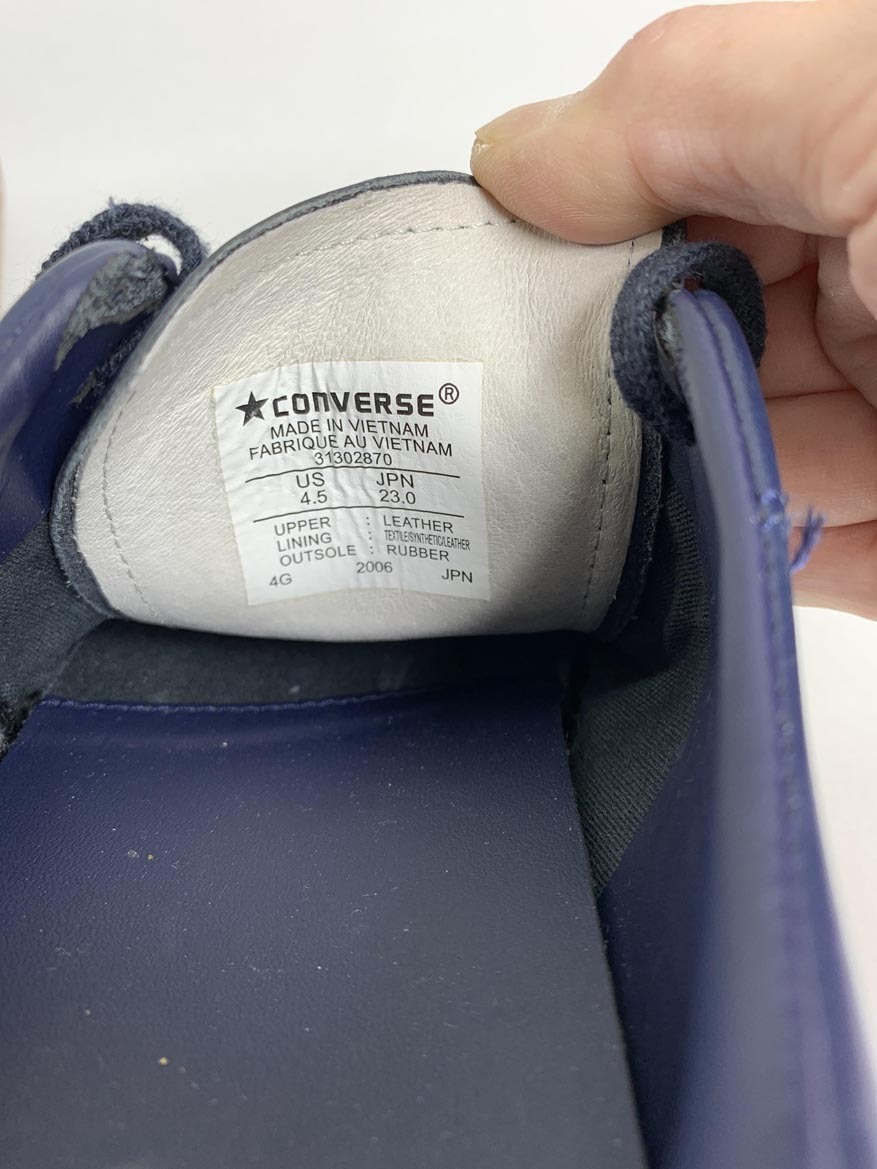 ★CONVERSE®
MADE IN VIETNAM
FABRIQUE AU VIETNAM
31302870
US JPN
4.5 23.0
UPPER : LEATHER
LINING : TEXTILE/SYNTHETIC/LEATHER
OUTSOLE : RUBBER
4G 2006 JPN